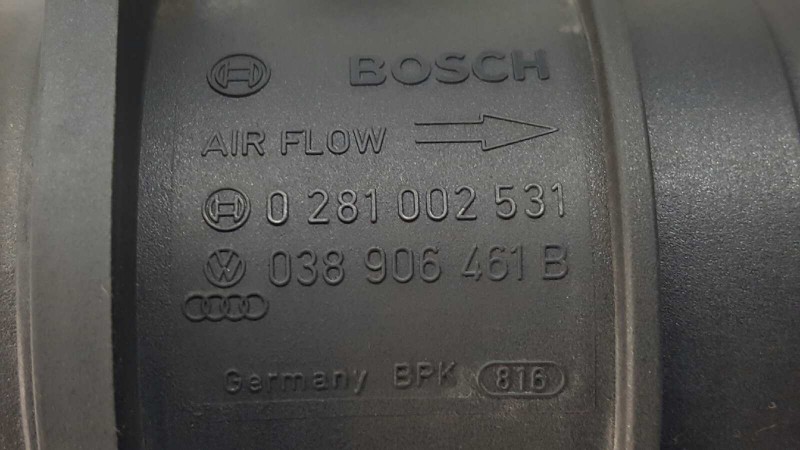 BOSCH
AIR FLOW
0 281 002 531
038 906 461 B
Germany BPK 816